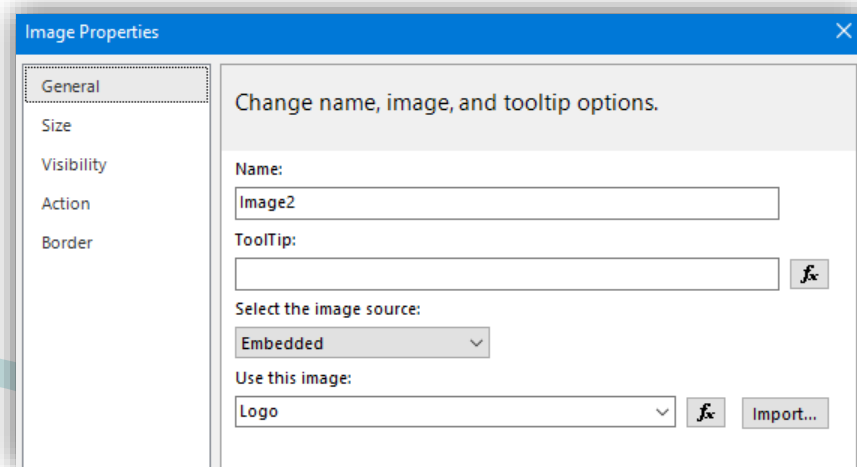 Image Properties
General
Size
Visibility
Action
Border
Change name, image, and tooltip options.
Name:
Image2
ToolTip:
fx
Select the image source:
Embedded
Use this image:
Logo
fx
Import...